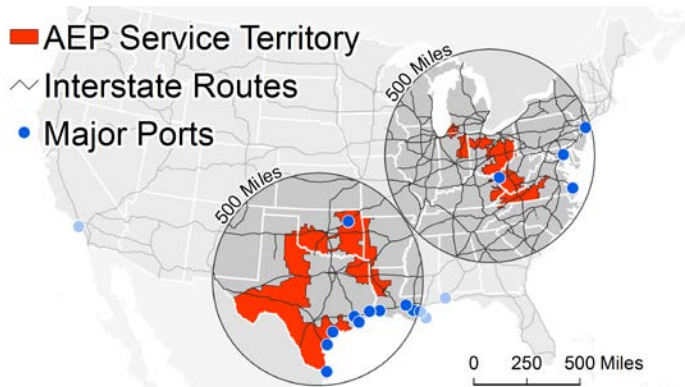 AEP Service Territory
Interstate Routes
Major Ports
500 Miles
500 Miles
0 250 500 Miles